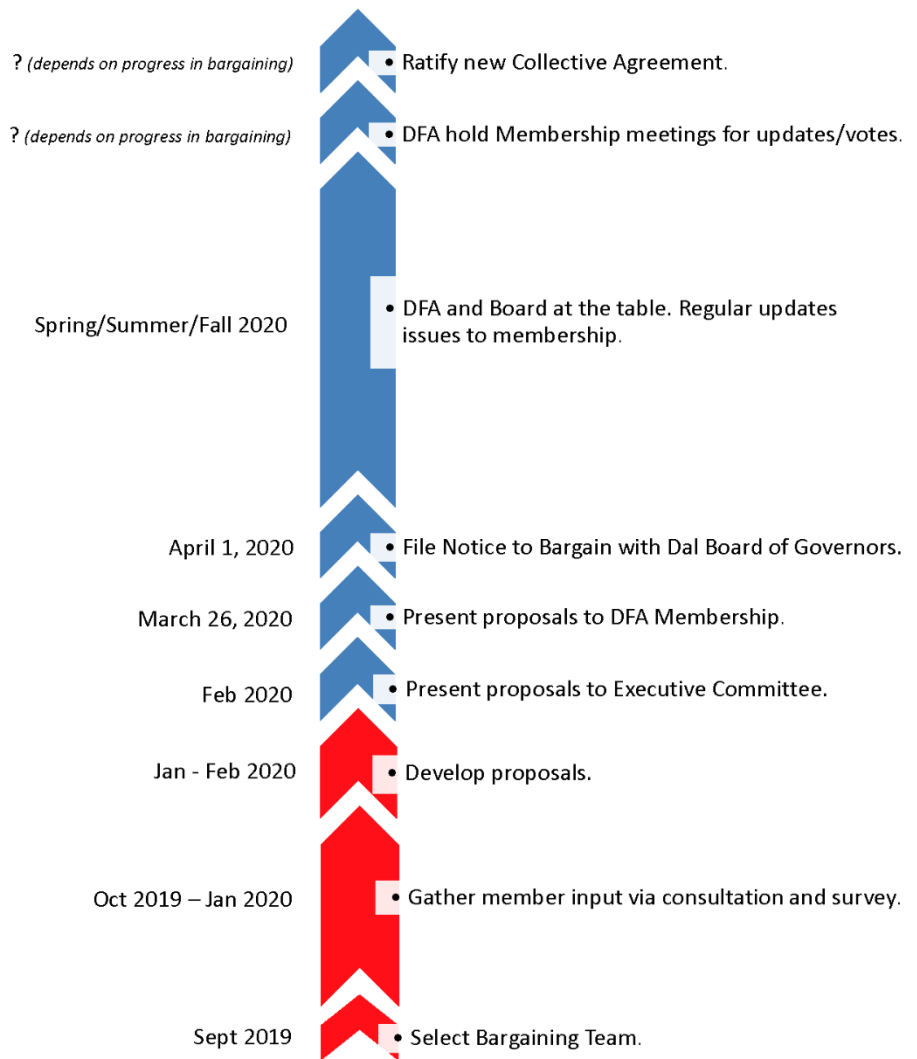 ? (depends on progress in bargaining)
• Ratify new Collective Agreement.
? (depends on progress in bargaining)
• DFA hold Membership meetings for updates/votes.
Spring/Summer/Fall 2020
• DFA and Board at the table. Regular updates
issues to membership.
April 1, 2020
• File Notice to Bargain with Dal Board of Governors.
March 26, 2020
• Present proposals to DFA Membership.
Feb 2020
• Present proposals to Executive Committee.
Jan - Feb 2020
• Develop proposals.
Oct 2019 – Jan 2020
• Gather member input via consultation and survey.
Sept 2019
• Select Bargaining Team.